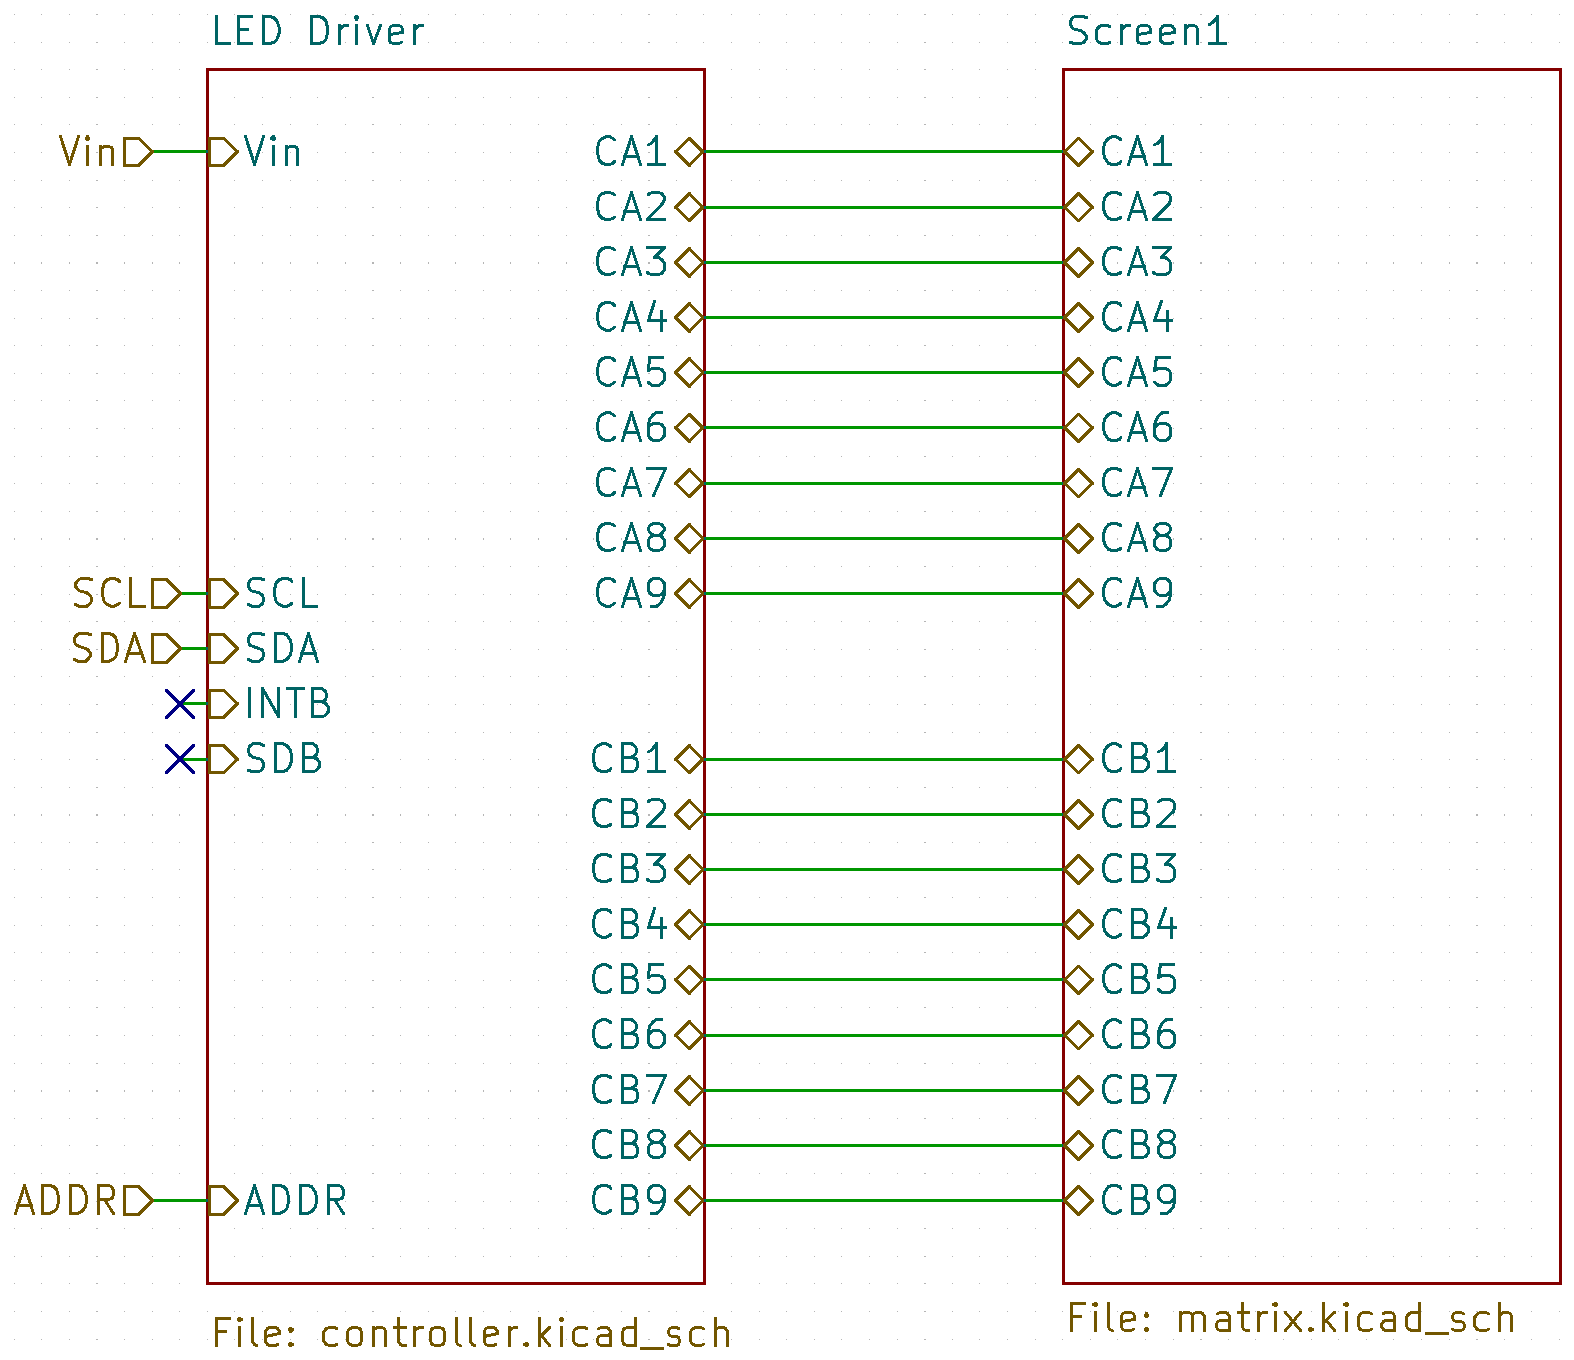 LED Driver
Screen1
Vin
Vin
CA1
CA1
CA2
CA2
CA3
CA3
CA4
CA4
CA5
CA5
CA6
CA6
CA7
CA7
CA8
CA8
SCL
SCL
CA9
CA9
SDA
SDA
INTB
SDB
CB1
CB1
CB2
CB2
CB3
CB3
CB4
CB4
CB5
CB5
CB6
CB6
CB7
CB7
CB8
CB8
ADDR
ADDR
CB9
CB9
File: controller.kicad_sch
File: matrix.kicad_sch